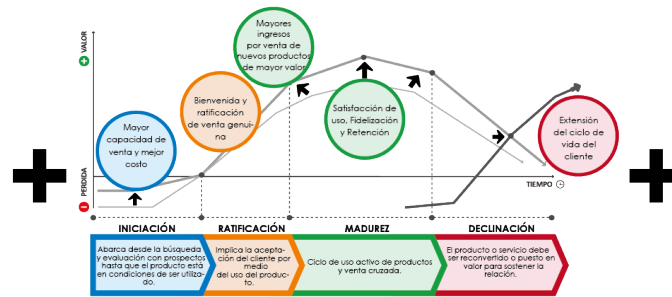 VALOR
PERDIDA
TIEMPO
Mayor
capacidad de
venta y mejor
costo
Bienvenida y
ratificación
de venta genui-
na
Mayores
ingresos
por venta de
nuevos productos
de mayor valor
Satisfacción de
uso, Fidelización
y Retención
Extensión
del ciclo de
vida del
cliente
INICIACIÓN
RATIFICACIÓN
MADUREZ
DECLINACIÓN
Abarca desde la búsqueda
y evaluación con prospectos
hasta que el producto está
en condiciones de ser utiliza-
do.
Implica la acepta-
ción del cliente por
medio
del uso del produc-
to.
Ciclo de uso activo de productos
y venta cruzada.
El producto o servicio debe
ser reconvertido o puesto en
valor para sostener la
relación.